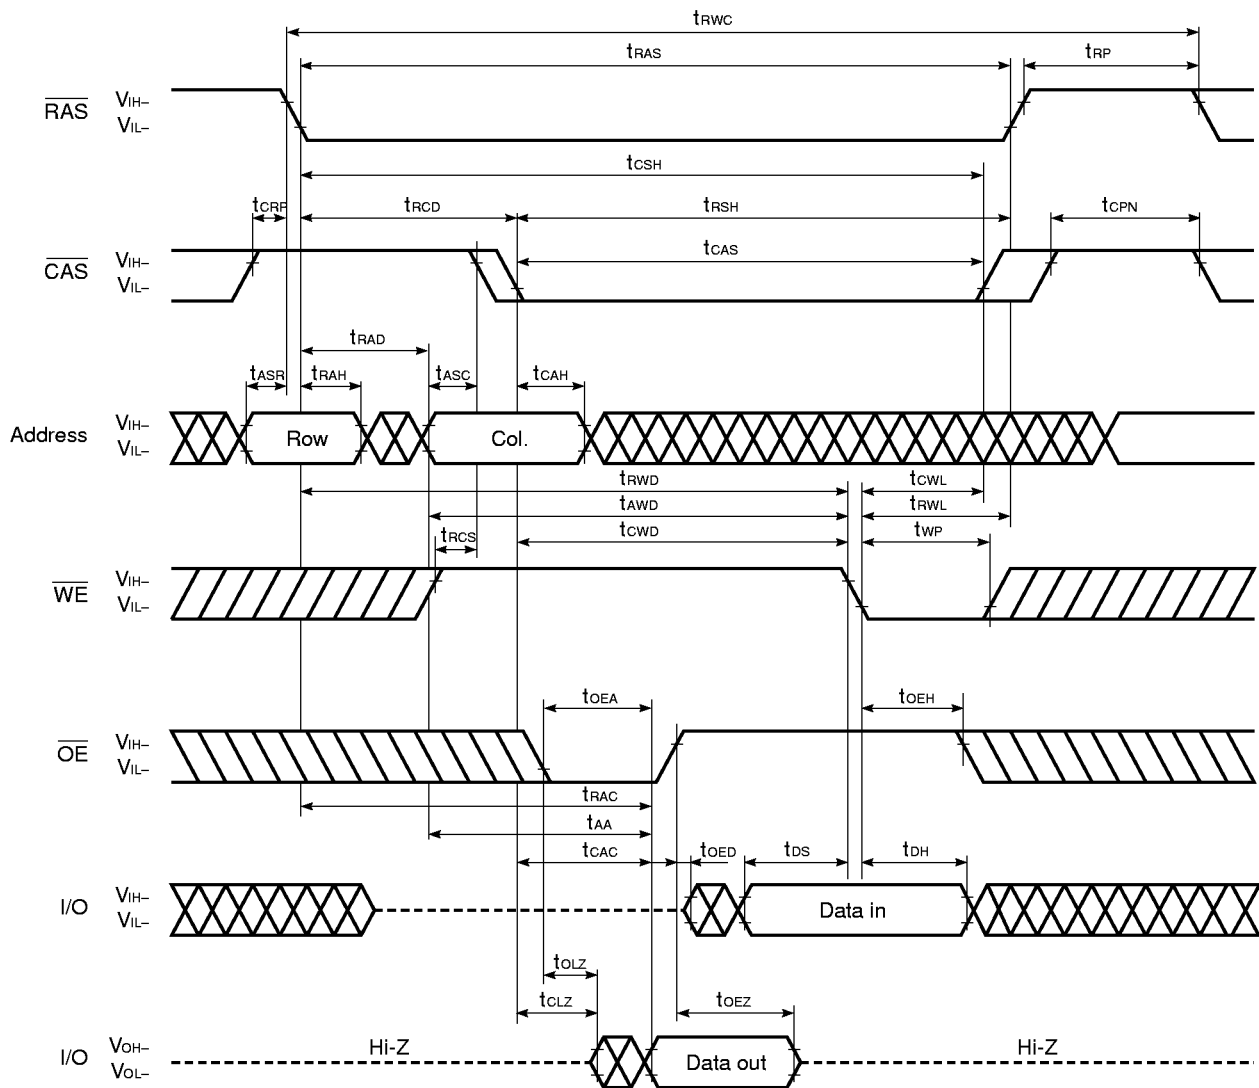 tRWC
tRAS tRP
RAS VIH–
VIL–
tCSH
tCRP tRCD tRSH tCPN
CAS VIH– tCAS
VIL–
tRAD
tASR tRAH tASC tCAH
Address VIH– Row Col.
VIL–
tRWD tCWL
tAWD tRWL
tRCS tCWD tWP
WE VIH–
VIL–
tOEA tOEH
OE VIH–
VIL–
tRAC
tAA
tCAC tOED tDS tDH
I/O VIH– Data in
VIL–
tOLZ
tCLZ tOEZ
I/O VOH– Hi-Z Data out Hi-Z
VOL–